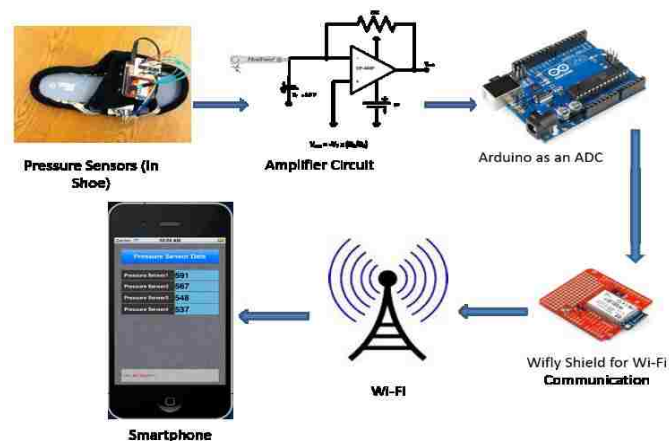 Pressure Sensors (In
Shoe)
Amplifier Circuit
Arduino as an ADC
Wifly Shield for Wi-Fi
Communication
Wi-Fi
Pressure Sensor Data
Pressure Sensor1 591
Pressure Sensor2 567
Pressure Sensor3 548
Pressure Sensor4 537
Smartphone